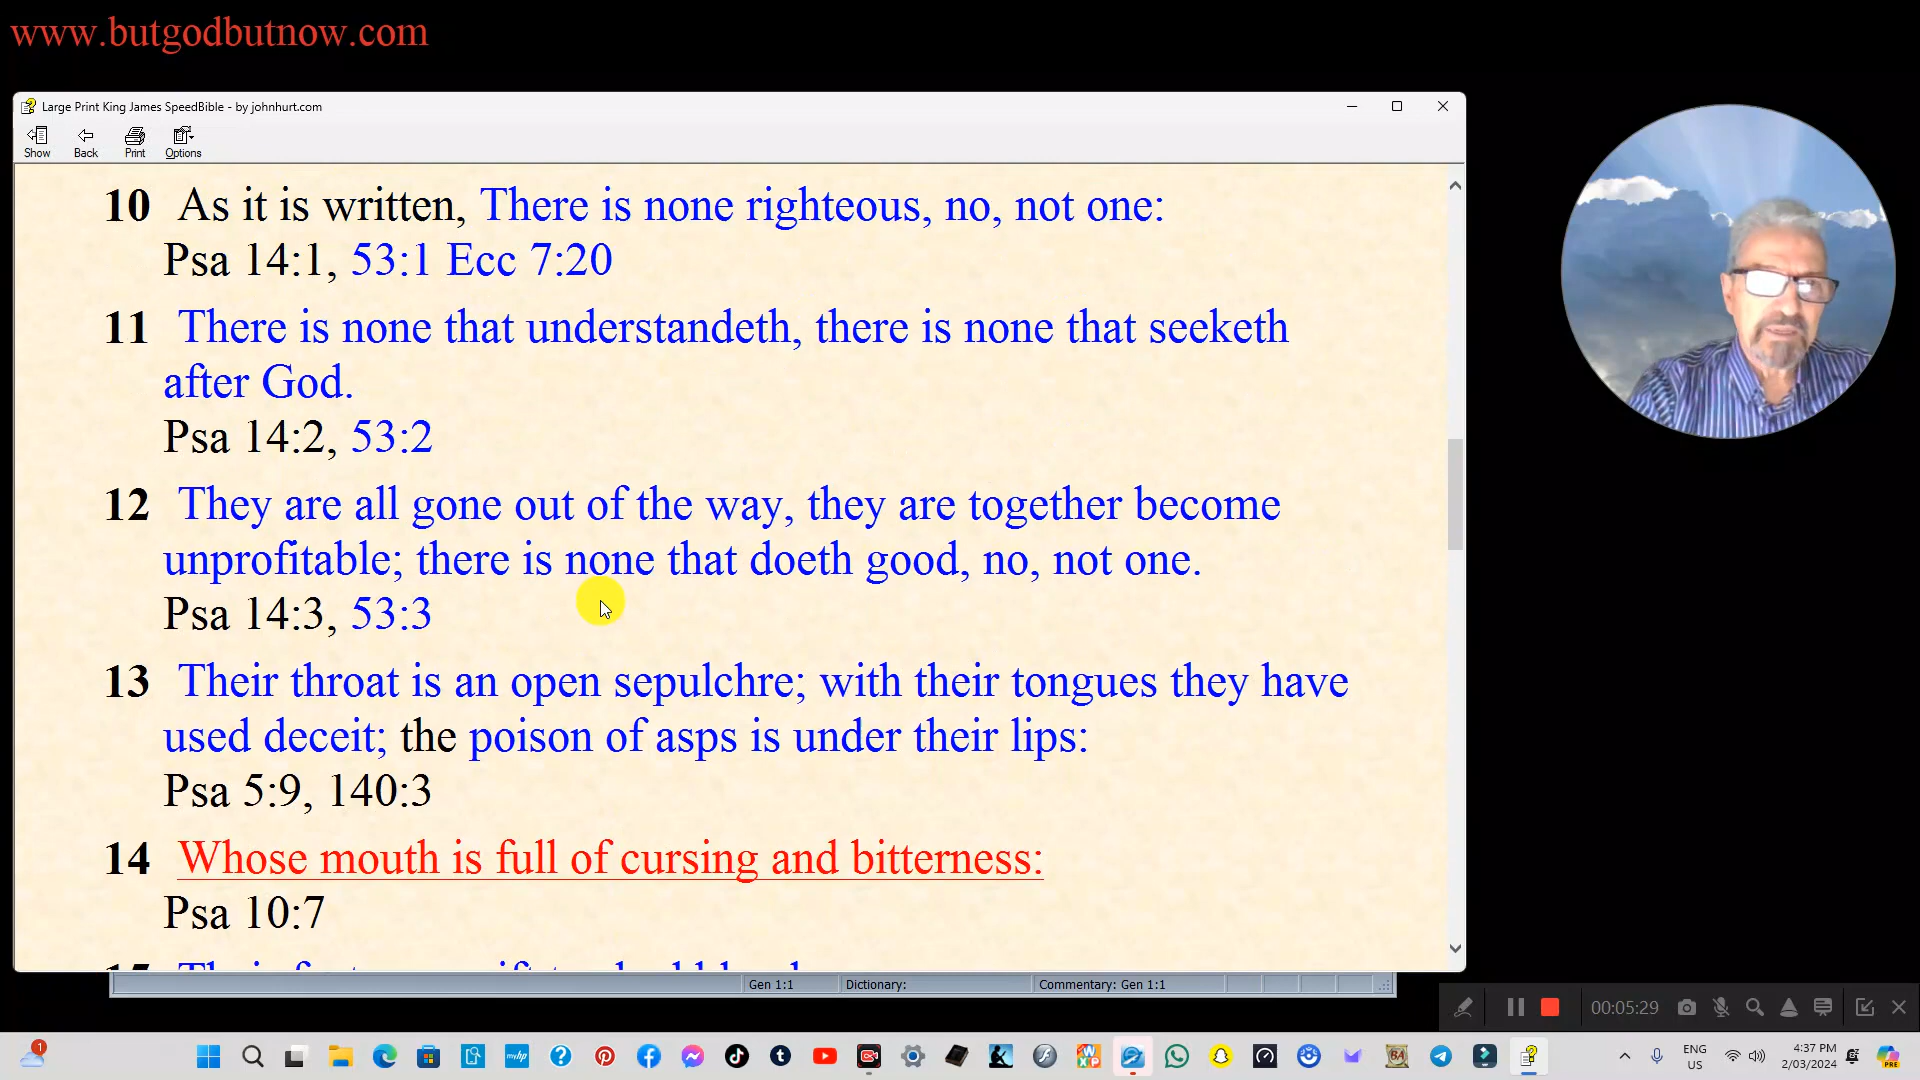 www.butgodbutnow.com
Large Print King James SpeedBible - by johnhurt.com
Show Back Print Options
10 As it is written, There is none righteous, no, not one:
Psa 14:1, 53:1 Ecc 7:20
11 There is none that understandeth, there is none that seeketh
after God.
Psa 14:2, 53:2
12 They are all gone out of the way, they are together become
unprofitable; there is none that doeth good, no, not one.
Psa 14:3, 53:3
13 Their throat is an open sepulchre; with their tongues they have
used deceit; the poison of asps is under their lips:
Psa 5:9, 140:3
14 Whose mouth is full of cursing and bitterness:
Psa 10:7
Gen 1:1 Dictionary: Commentary: Gen 1:1
00:05:29
1
ENG
US
4:37 PM
2/03/2024